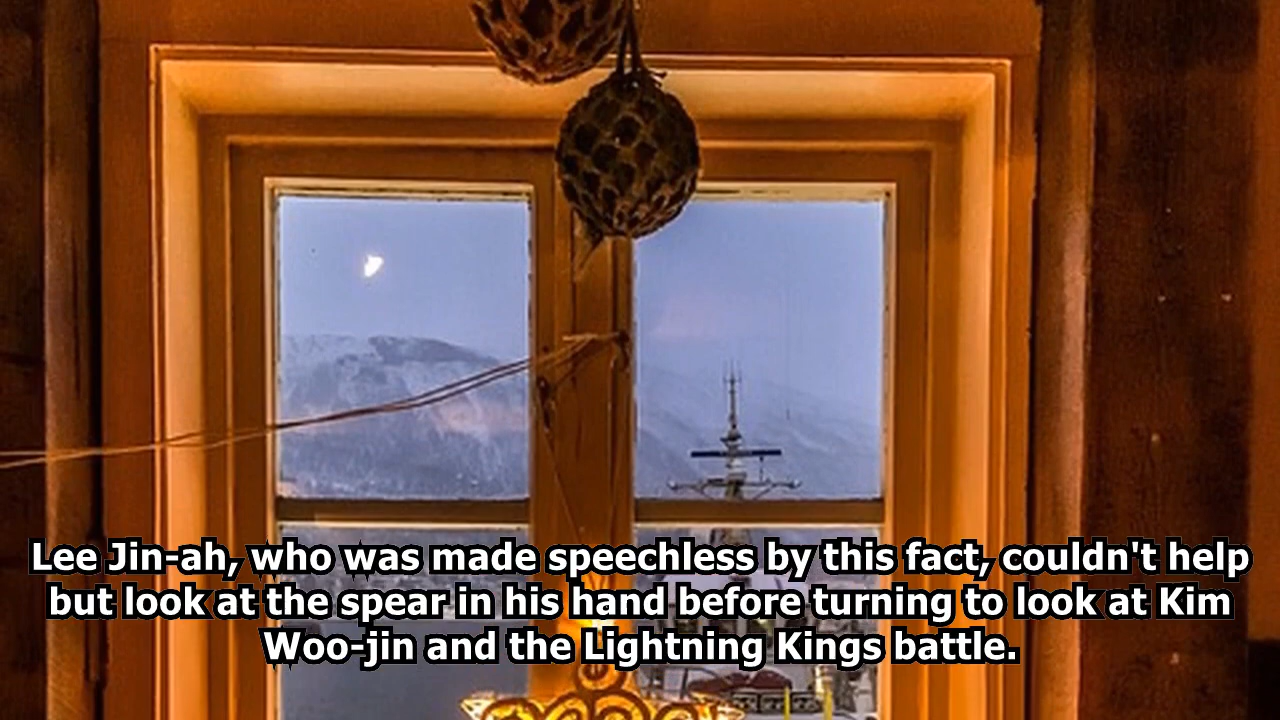 Lee Jin-ah, who was made speechless by this fact, couldn't help
but look at the spear in his hand before turning to look at Kim
Woo-jin and the Lightning Kings battle.